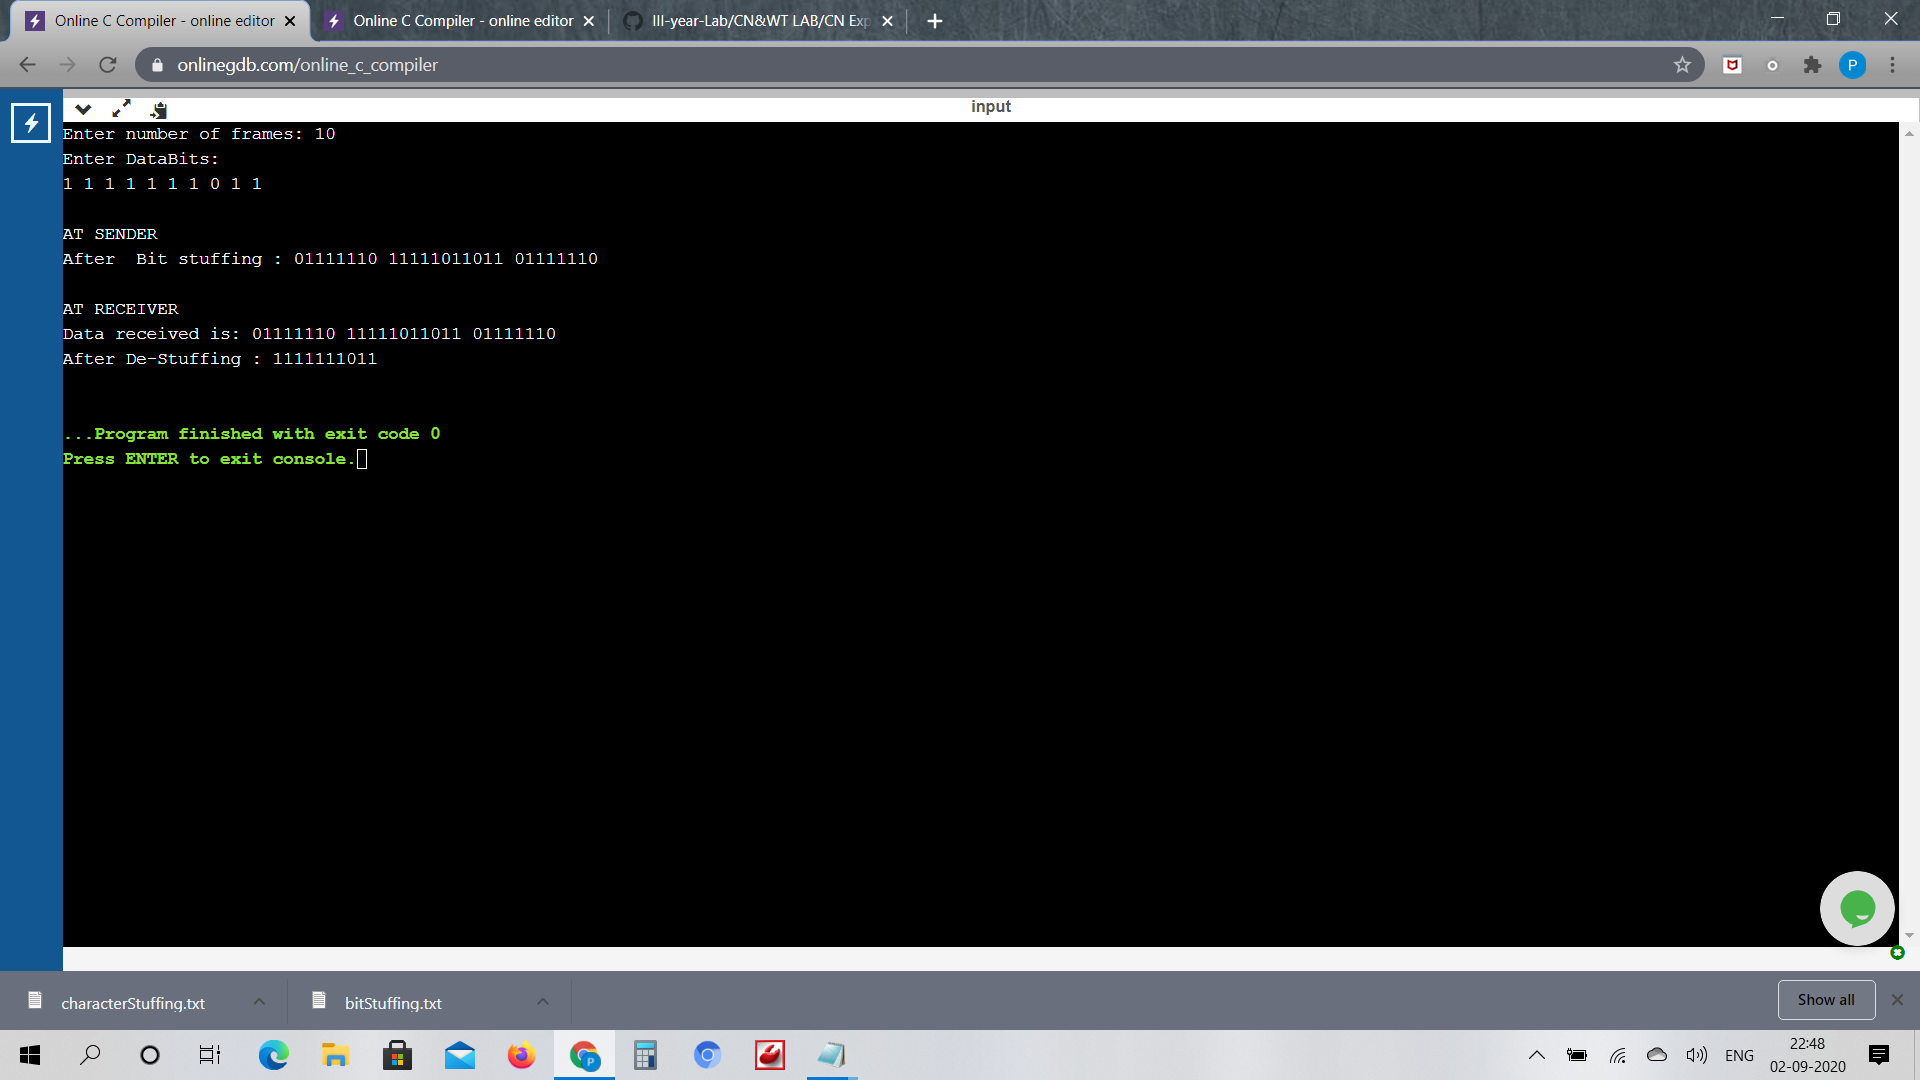 Online C Compiler - online editor
Online C Compiler - online editor
III-year-Lab/CN&WT LAB/CN Exp
onlinegdb.com/online_c_compiler
P
input
Enter number of frames: 10
Enter DataBits:
1 1 1 1 1 1 1 0 1 1
AT SENDER
After  Bit stuffing : 01111110 11111011011 01111110
AT RECEIVER
Data received is: 01111110 11111011011 01111110
After De-Stuffing : 1111111011
...Program finished with exit code 0
Press ENTER to exit console.
characterStuffing.txt
bitStuffing.txt
Show all
P
ENG
22:48
02-09-2020